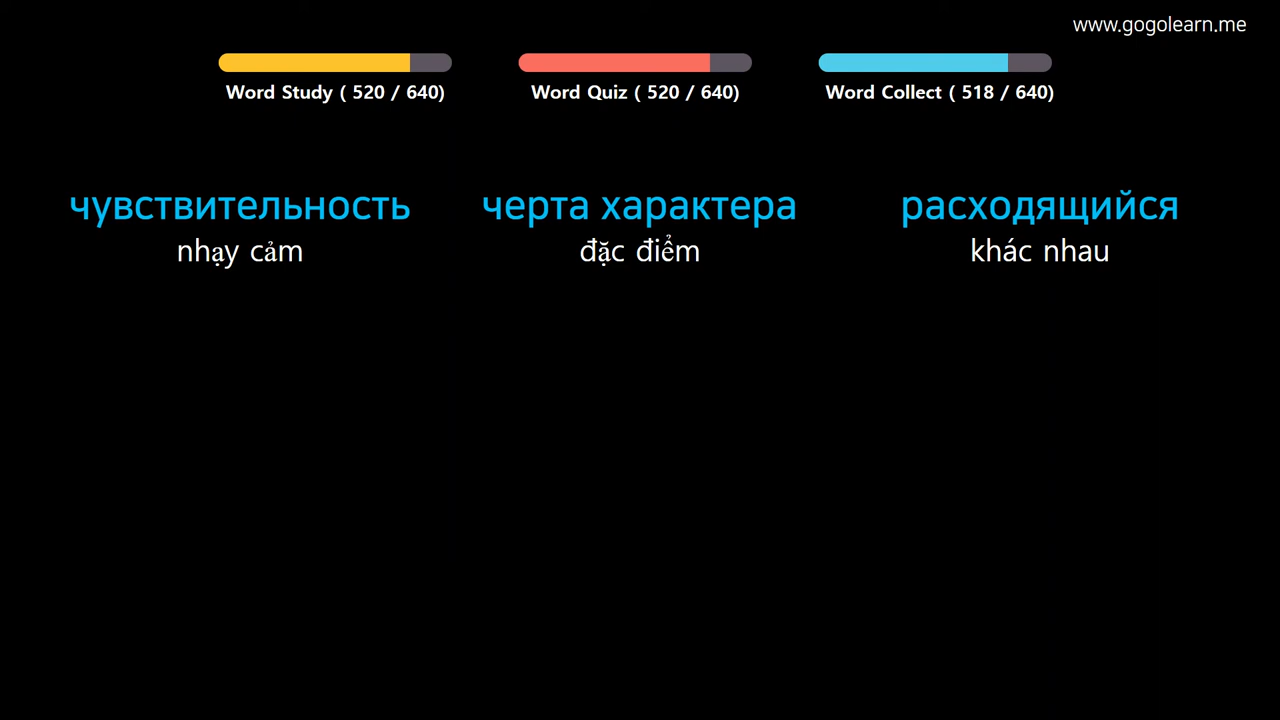 www.gogolearn.me
Word Study ( 520 / 640)
Word Quiz ( 520 / 640)
Word Collect ( 518 / 640)
чувствительность
nhạy cảm
черта характера
đặc điểm
расходящийся
khác nhau